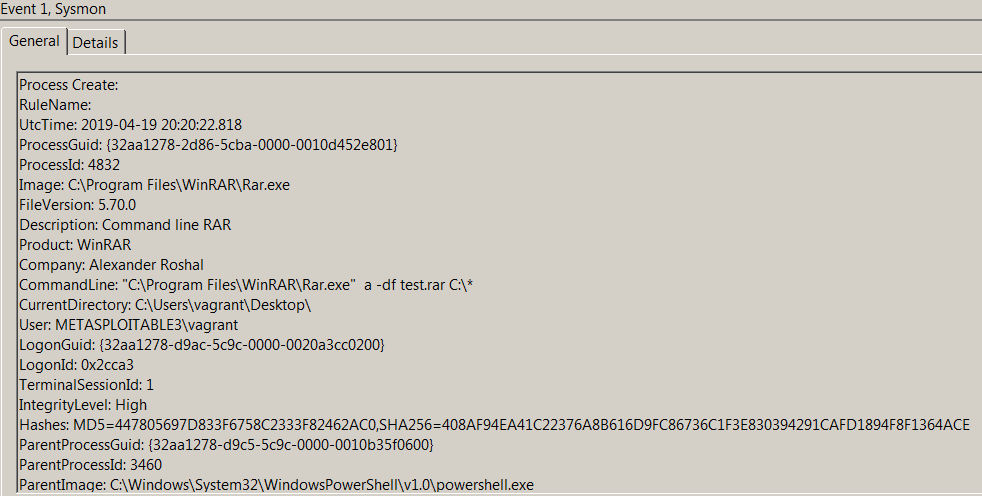 Event 1, Sysmon
General Details
Process Create:
RuleName:
UtcTime: 2019-04-19 20:20:22.818
ProcessGuid: {32aa1278-2d86-5cba-0000-0010d452e801}
ProcessId: 4832
Image: C:\Program Files\WinRAR\Rar.exe
FileVersion: 5.70.0
Description: Command line RAR
Product: WinRAR
Company: Alexander Roshal
CommandLine: "C:\Program Files\WinRAR\Rar.exe"  a -df test.rar C:\*
CurrentDirectory: C:\Users\vagrant\Desktop\
User: METASPLOITABLE3\vagrant
LogonGuid: {32aa1278-d9ac-5c9c-0000-0020a3cc0200}
LogonId: 0x2cca3
TerminalSessionId: 1
IntegrityLevel: High
Hashes: MD5=447805697D833F6758C2333F82462AC0,SHA256=408AF94EA41C22376A8B616D9FC86736C1F3E830394291CAFD1894F8F1364ACE
ParentProcessGuid: {32aa1278-d9c5-5c9c-0000-0010b35f0600}
ParentProcessId: 3460
ParentImage: C:\Windows\System32\WindowsPowerShell\v1.0\powershell.exe